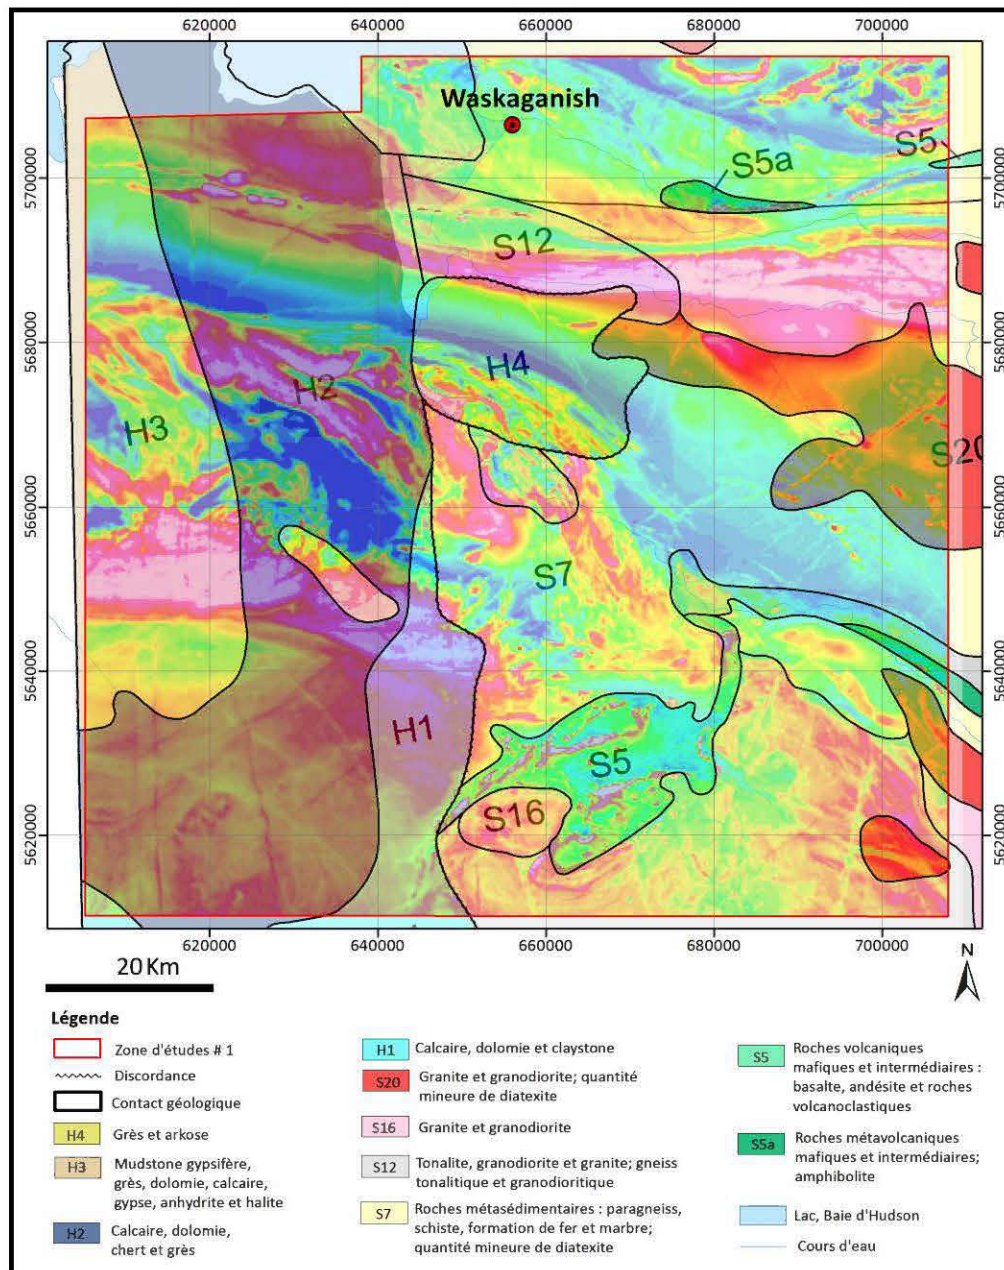 620000 640000 660000 680000 700000
Waskaganish
S5
S5a
5700000 5700000
S12
5680000 5680000
H4
H2
H3
S20
5660000 5660000
S7
5640000 5640000
H1
S5
S16
5620000 5620000
620000 640000 660000 680000 700000
20 Km
N
Légende
Zone d'études # 1
Discordance
Contact géologique
H4 Grès et arkose
H3 Mudstone gypsifère,
grès, dolomie, calcaire,
gypse, anhydrite et halite
H2 Calcaire, dolomie,
chert et grès
H1 Calcaire, dolomie et claystone
S20 Granite et granodiorite; quantité
mineure de diatexite
S16 Granite et granodiorite
S12 Tonalite, granodiorite et granite; gneiss
tonalitique et granodioritique
S7 Roches métasédimentaires : paragneiss,
schiste, formation de fer et marbre;
quantité mineure de diatexite
S5 Roches volcaniques
mafiques et intermédiaires :
basalte, andésite et roches
volcanoclastiques
S5a Roches métavolcaniques
mafiques et intermédiaires;
amphibolite
Lac, Baie d'Hudson
Cours d'eau